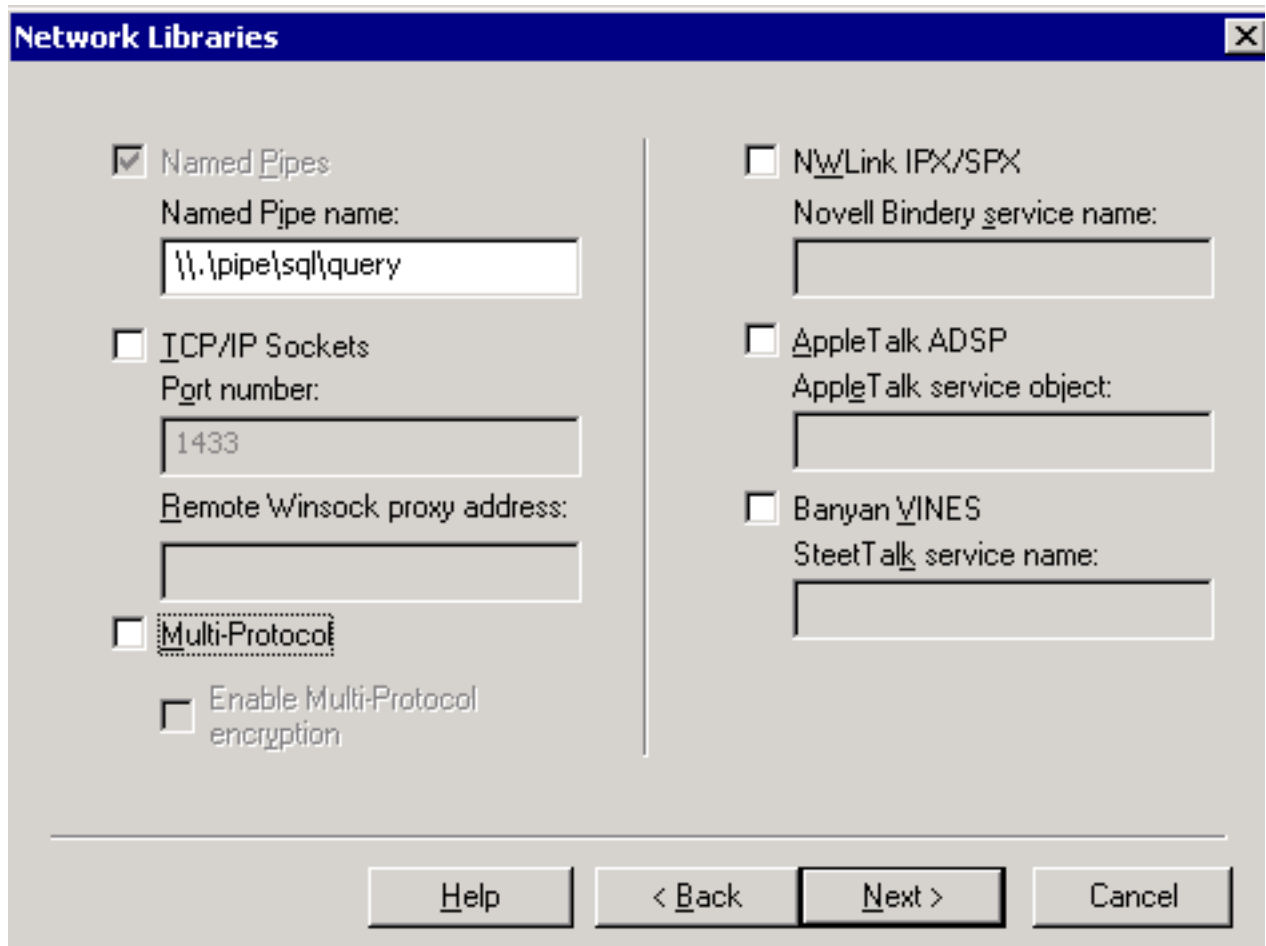 Network Libraries
Named Pipes
Named Pipe name:
\\.\pipe\sql\query
TCP/IP Sockets
Port number:
1433
Remote Winsock proxy address:
Multi-Protocol
Enable Multi-Protocol
encryption
NWLink IPX/SPX
Novell Bindery service name:
AppleTalk ADSP
AppleTalk service object:
Banyan VINES
SteetTalk service name:
Help
< Back
Next >
Cancel